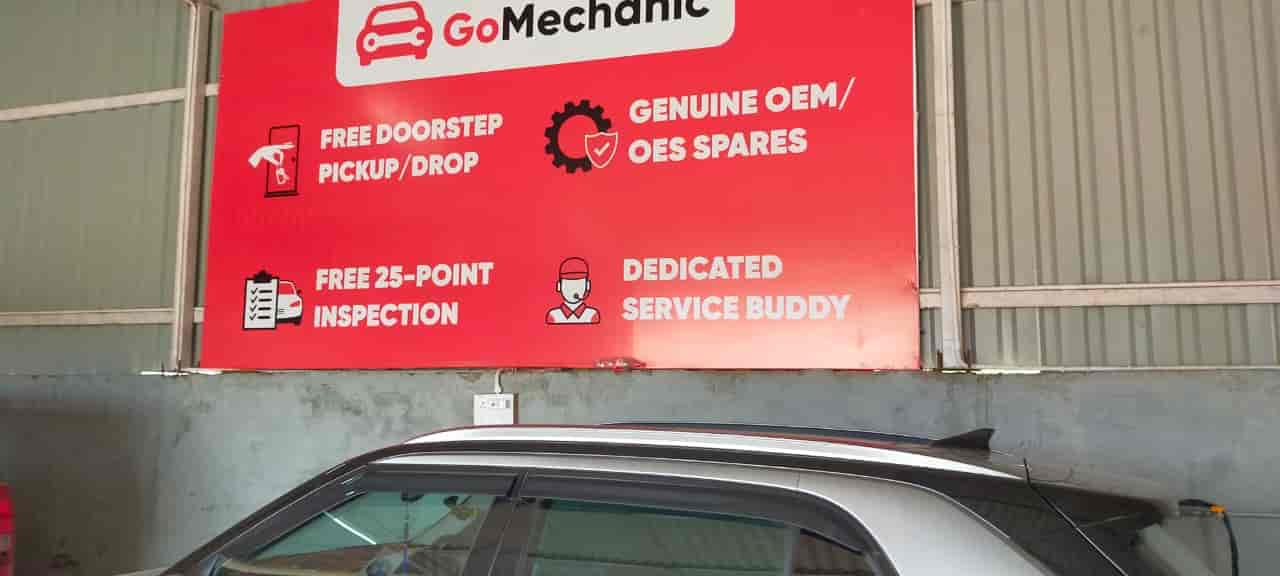 GoMechanic
FREE DOORSTEP
PICKUP/DROP
GENUINE OEM/
OES SPARES
FREE 25-POINT
INSPECTION
DEDICATED
SERVICE BUDDY